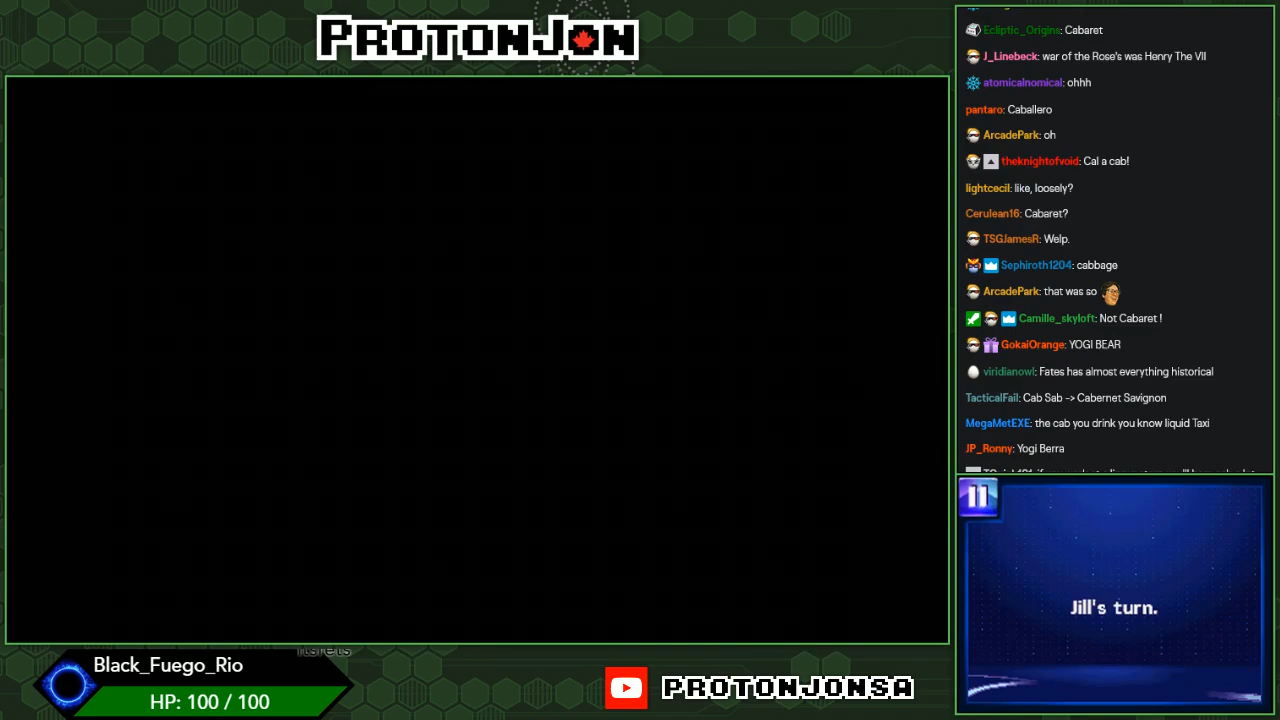 PROTONJON
Ecliptic_Origins: Cabaret
J_Linebeck: war of the Rose's was Henry The VII
atomicalnomical: ohhh
pantaro: Caballero
ArcadePark: oh
theknightofvoid: Cal a cab!
lightcecil: like, loosely?
Cerulean16: Cabaret?
TSGJamesR: Welp.
Sephiroth1204: cabbage
ArcadePark: that was so
Camille_skyloft: Not Cabaret !
GokaiOrange: YOGI BEAR
viridianowl: Fates has almost everything historical
TacticalFail: Cab Sab -> Cabernet Savignon
MegaMetEXE: the cab you drink you know liquid Taxi
JP_Ronny: Yogi Berra
Jill's turn.
Black_Fuego_Rio
HP: 100 / 100
PROTONJONSA